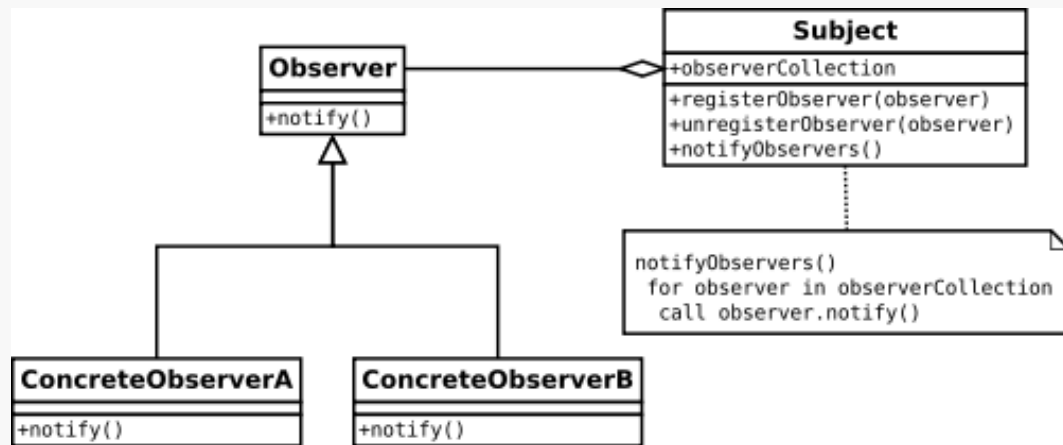 Subject
+observerCollection
+registerObserver(observer)
+unregisterObserver(observer)
+notifyObservers()
Observer
+notify()
notifyObservers()
for observer in observerCollection
call observer.notify()
ConcreteObserverA
+notify()
ConcreteObserverB
+notify()